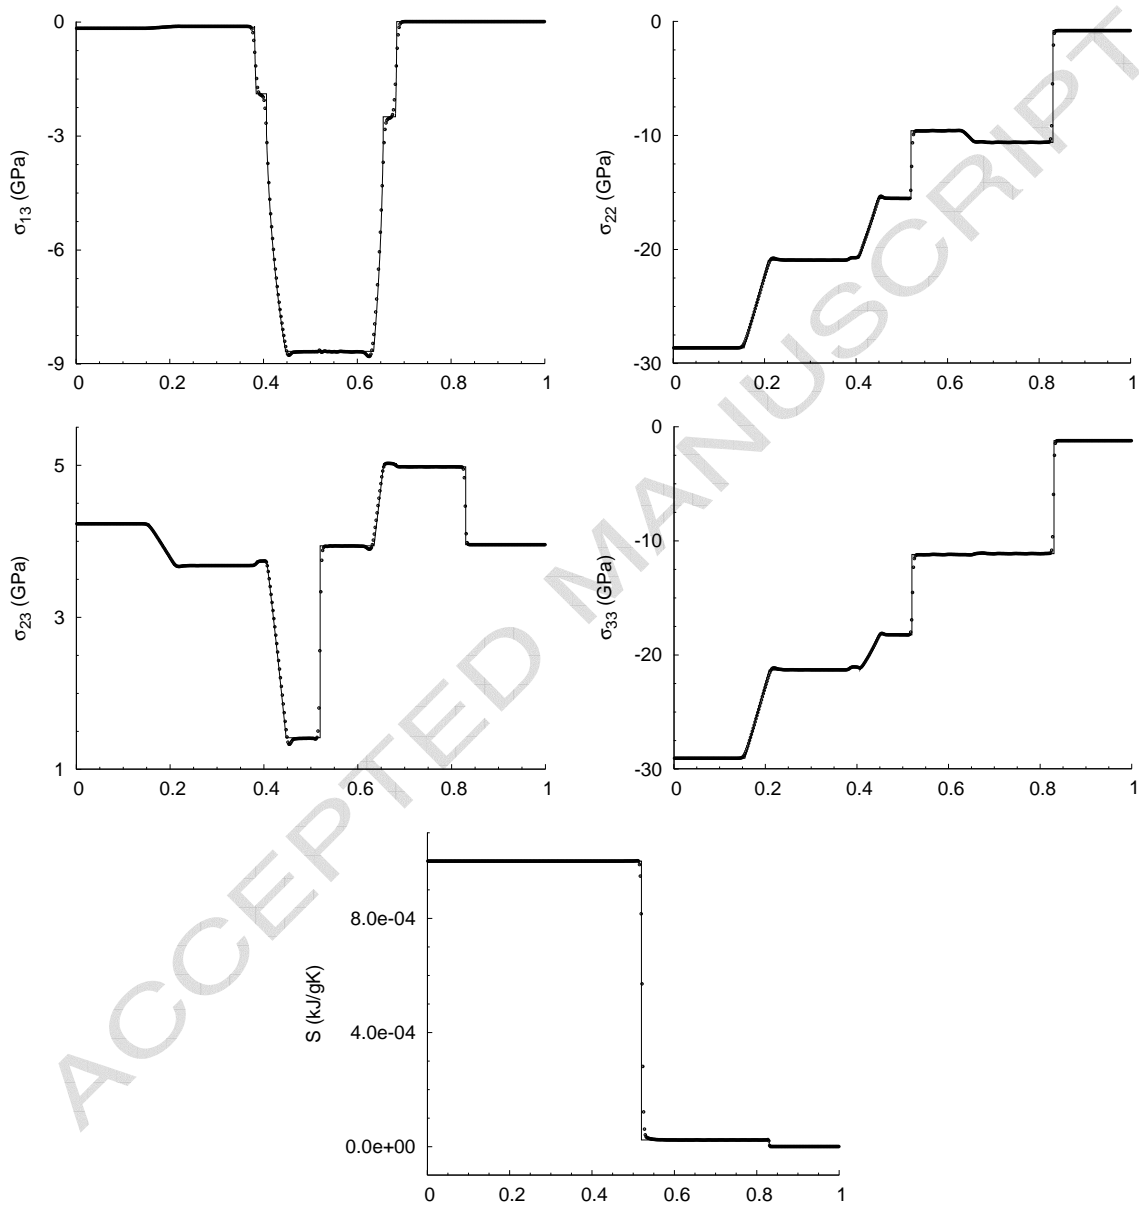 0
-3
-6
-9
σ13 (GPa)
0 0.2 0.4 0.6 0.8 1
0
-10
-20
-30
σ22 (GPa)
0 0.2 0.4 0.6 0.8 1
5
3
1
σ23 (GPa)
0 0.2 0.4 0.6 0.8 1
0
-10
-20
-30
σ33 (GPa)
0 0.2 0.4 0.6 0.8 1
8.0e-04
4.0e-04
0.0e+00
S (kJ/gK)
0 0.2 0.4 0.6 0.8 1
ACCEPTED MANUSCRIPT